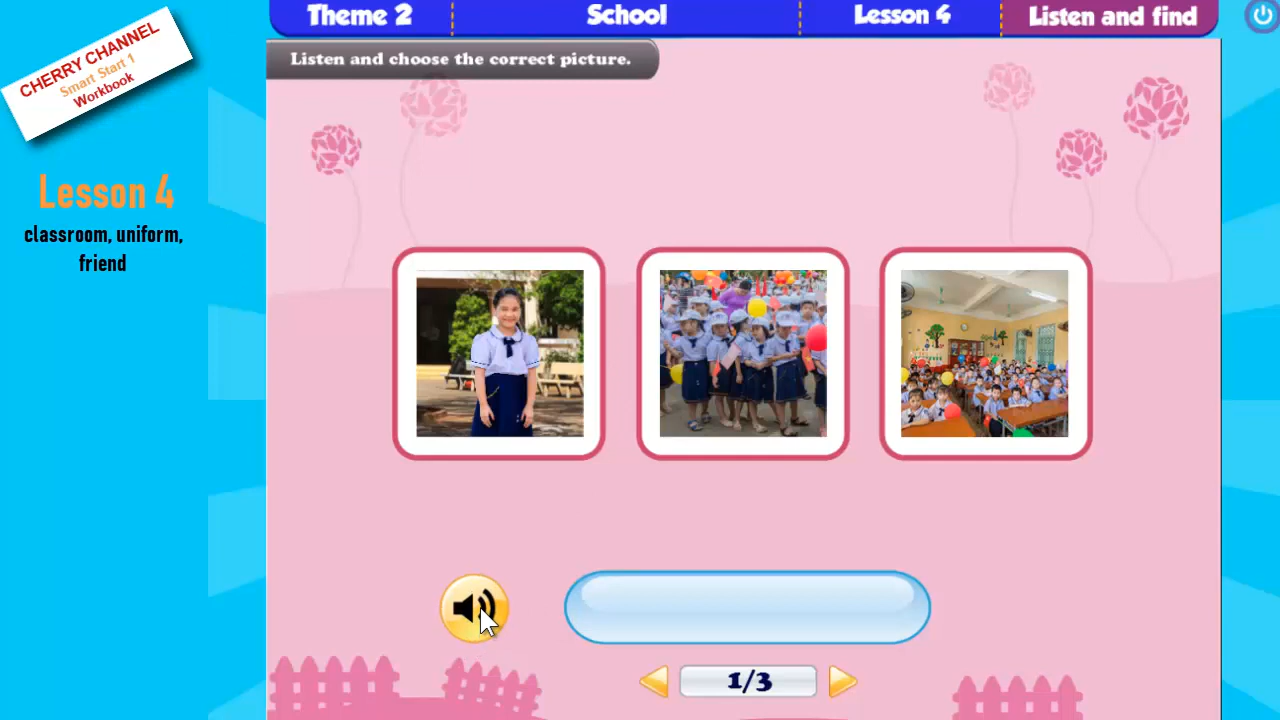 CHERRY CHANNEL
Smart Start 1
Workbook
Theme 2
School
Lesson 4
Listen and find
Listen and choose the correct picture.
Lesson 4
classroom, uniform,
friend
1/3